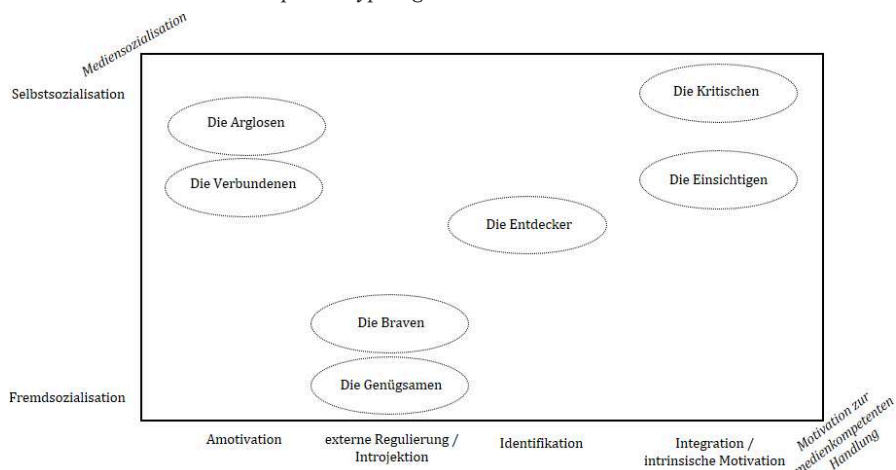 Mediensozialisation
Selbstsozialisation
Die Kritischen
Die Arglosen
Die Verbundenen
Die Einsichtigen
Die Entdecker
Die Braven
Die Genügsamen
Fremdsozialisation
Amotivation
externe Regulierung /
Introjektion
Identifikation
Integration /
intrinsische Motivation
Motivation zur
medienkompetenten
Handlung